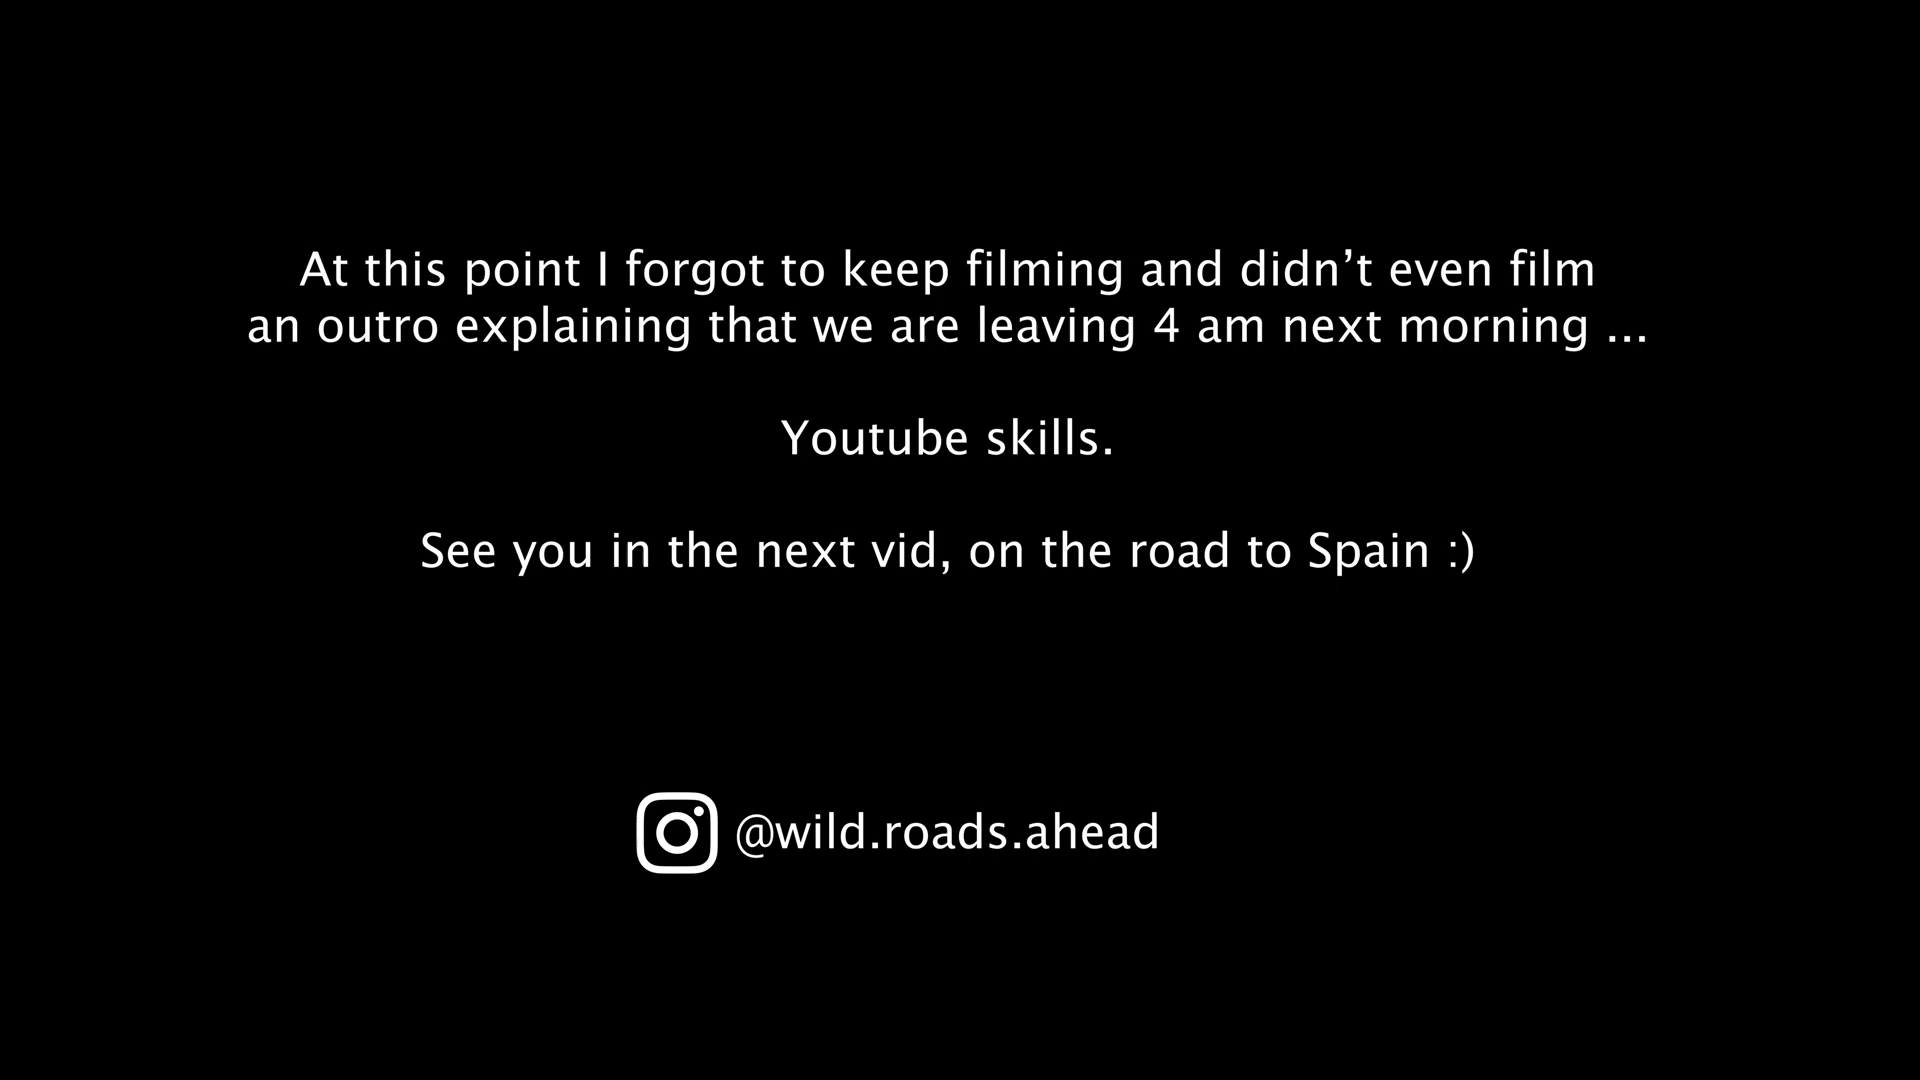 At this point I forgot to keep filming and didn’t even film
an outro explaining that we are leaving 4 am next morning ...
Youtube skills.
See you in the next vid, on the road to Spain :)
@wild.roads.ahead